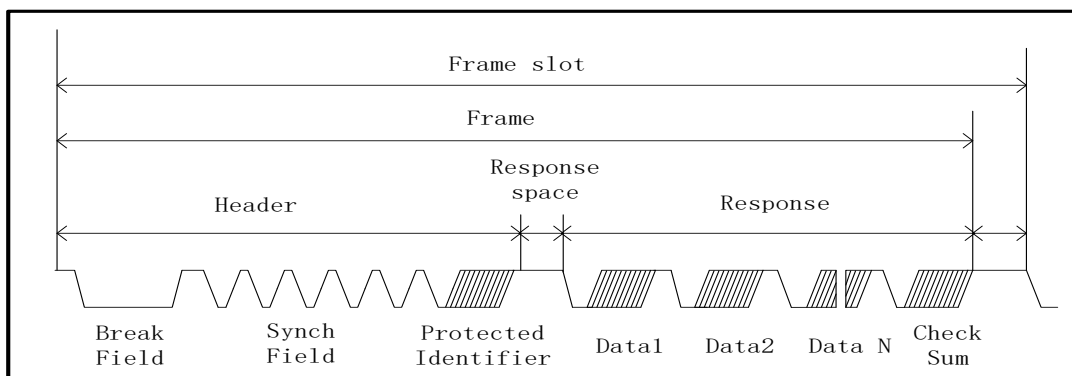 Frame slot
Frame
Response
space
Header
Response
Break
Field
Synch
Field
Protected
Identifier
Data1
Data2
Data N
Check
Sum